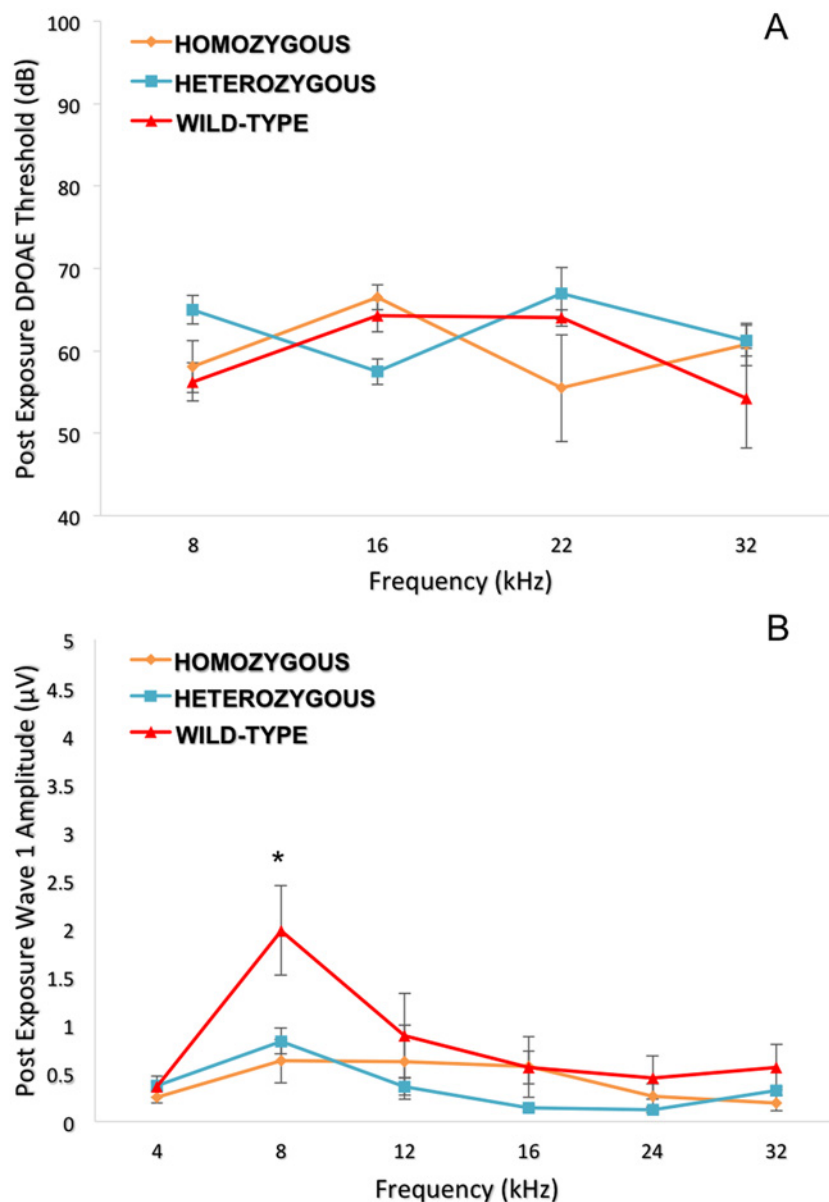 A
HOMOZYGOUS
HETEROZYGOUS
WILD-TYPE
Post Exposure DPOAE Threshold (dB)
100
90
80
70
60
50
40
8 16 22 32
Frequency (kHz)
B
HOMOZYGOUS
HETEROZYGOUS
WILD-TYPE
Post Exposure Wave 1 Amplitude (µV)
5
4.5
4
3.5
3
2.5
2
1.5
1
0.5
0
*
4 8 12 16 24 32
Frequency (kHz)